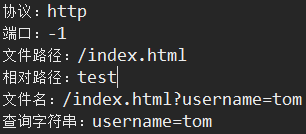 协议：http
端口：-1
文件路径：/index.html
相对路径：test
文件名：/index.html?username=tom
查询字符串：username=tom